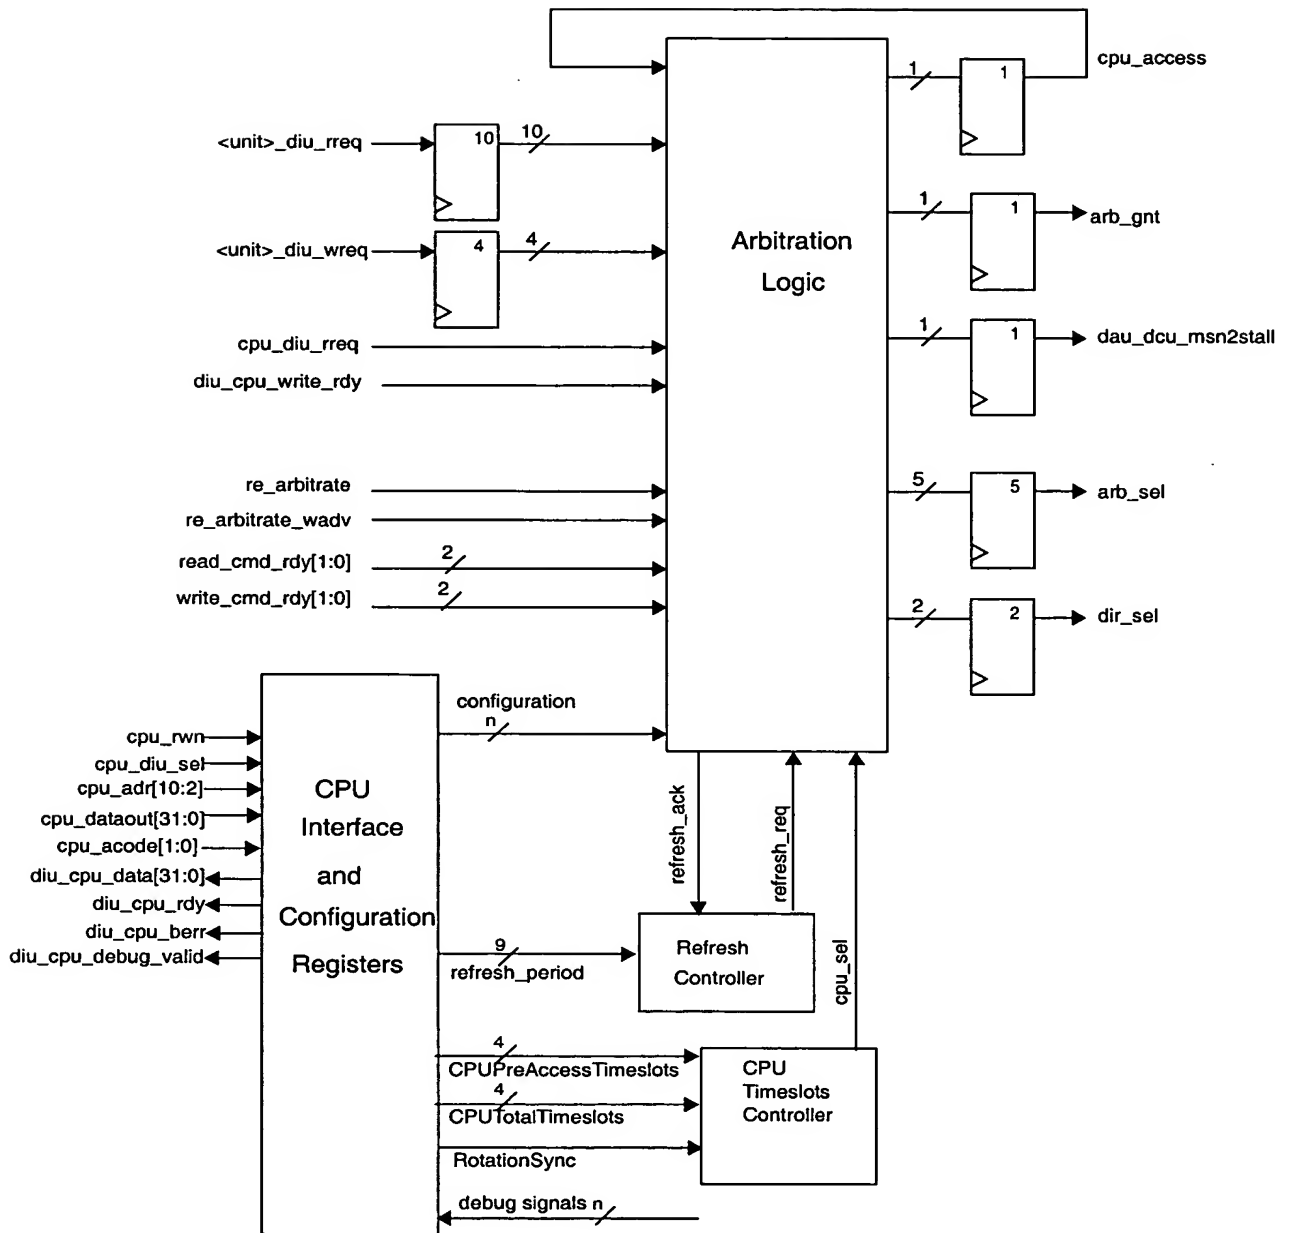 cpu_access
1
1
<unit>_diu_rreq
10
10
<unit>_diu_wreq
4
4
1
1
arb_gnt
Arbitration
Logic
cpu_diu_rreq
diu_cpu_write_rdy
1
1
dau_dcu_msn2stall
re_arbitrate
re_arbitrate_wadv
read_cmd_rdy[1:0]
2
write_cmd_rdy[1:0]
2
5
5
arb_sel
2
2
dir_sel
configuration
n
cpu_rwn
cpu_diu_sel
cpu_adr[10:2]
cpu_dataout[31:0]
cpu_acode[1:0]
diu_cpu_data[31:0]
diu_cpu_rdy
diu_cpu_berr
diu_cpu_debug_valid
CPU
Interface
and
Configuration
Registers
refresh_ack
refresh_req
cpu_sel
9
refresh_period
Refresh
Controller
4
CPUPreAccessTimeslots
4
CPUTotalTimeslots
RotationSync
CPU
Timeslots
Controller
debug signals n